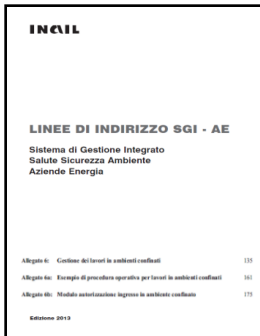 INAIL
LINEE DI INDIRIZZO SGI - AE
Sistema di Gestione Integrato
Salute Sicurezza Ambiente
Aziende Energia
Allegato 6: Gestione dei lavori in ambienti confinati 135
Allegato 6a: Esempio di procedura operativa per lavori in ambienti confinati 161
Allegato 6b: Modulo autorizzazione ingresso in ambiente confinato 175
Edizione 2013